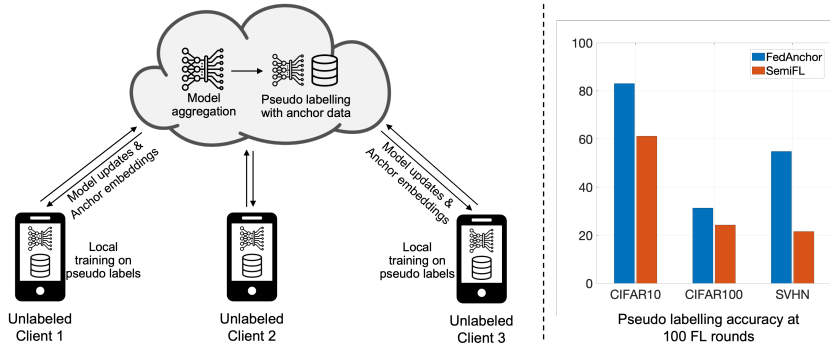 Model
aggregation
Pseudo labelling
with anchor data
Model updates &
Anchor embeddings
Model updates &
Anchor embeddings
Local
training on
pseudo labels
Local
training on
pseudo labels
Unlabeled
Client 1
Unlabeled
Client 2
Unlabeled
Client 3
100
80
60
40
20
0
FedAnchor
SemiFL
CIFAR10
CIFAR100
SVHN
Pseudo labelling accuracy at
100 FL rounds